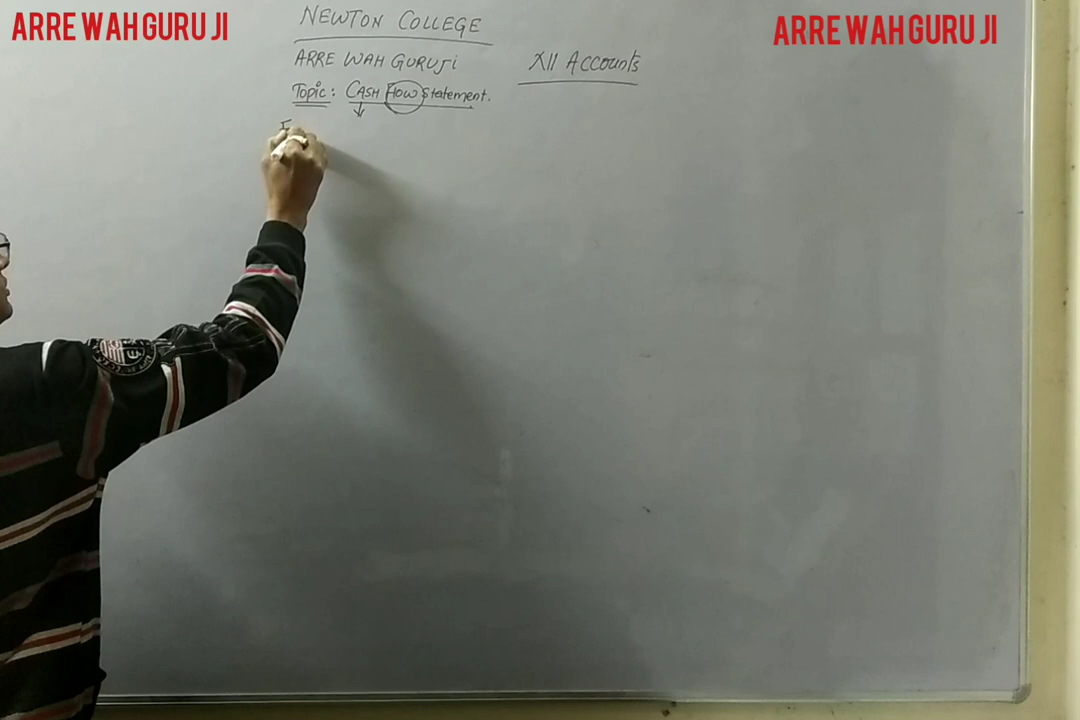 ARRE WAH GURU JI
ARRE WAH GURU JI
NEWTON COLLEGE
ARRE WAH GURUJI XII Accounts
Topic: CASH Flow Statement.